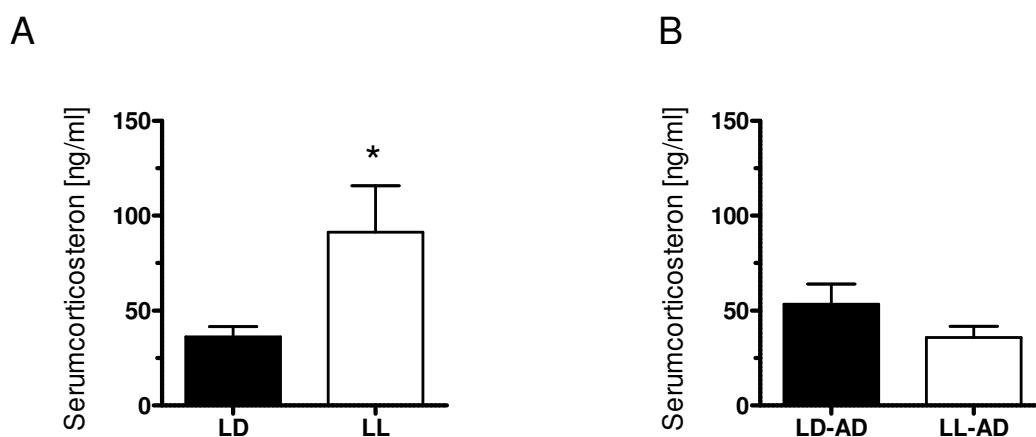 A
Serumcorticosteron [ng/ml]
150
100
50
0
*
LD LL
B
Serumcorticosteron [ng/ml]
150
100
50
0
LD-AD LL-AD